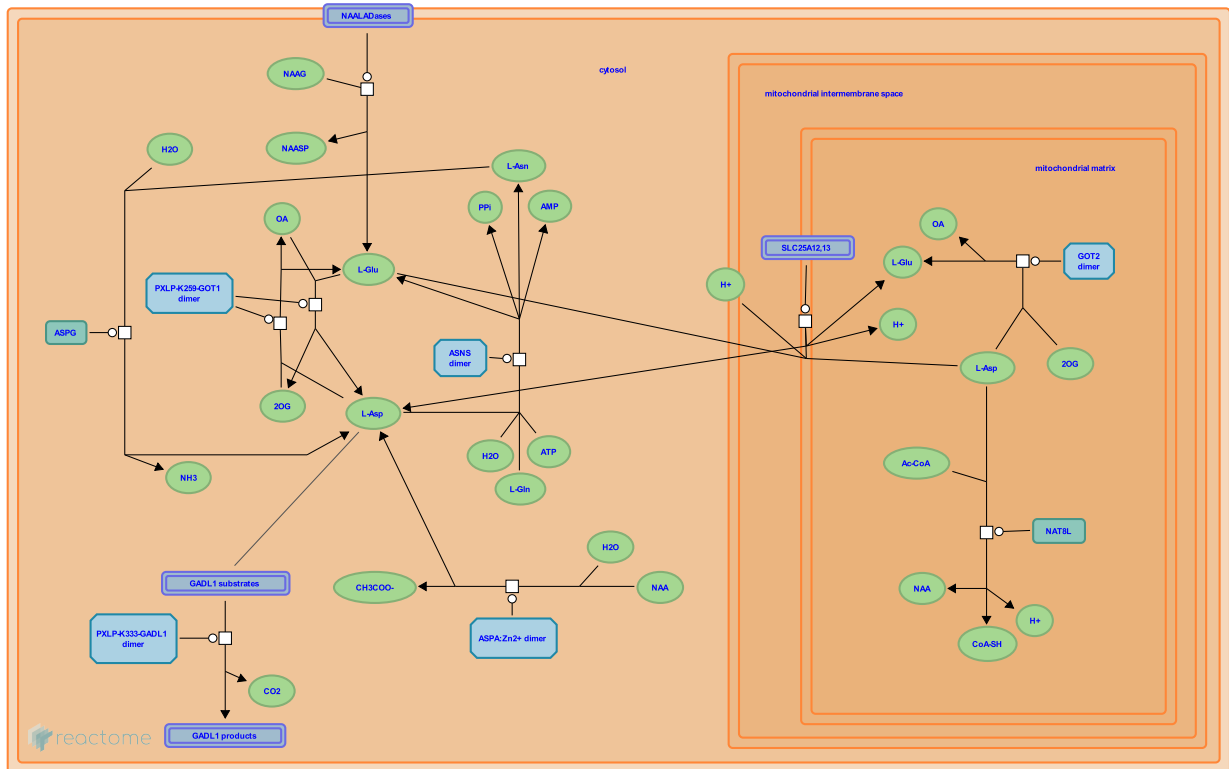 NAALADases
cytosol
NAAG
mitochondrial intermembrane space
H2O
NAASP
L-Asn
mitochondrial matrix
PPi
AMP
OA
OA
SLC25A12,13
L-Glu
L-Glu
GOT2
dimer
H+
PXLP-K259-GOT1
dimer
H+
ASPG
ASNS
dimer
L-Asp
2OG
2OG
L-Asp
H2O
ATP
Ac-CoA
NH3
L-Gln
NAT8L
H2O
GADL1 substrates
CH3COO-
NAA
NAA
H+
PXLP-K333-GADL1
dimer
ASPA:Zn2+ dimer
CoA-SH
CO2
GADL1 products
reactome